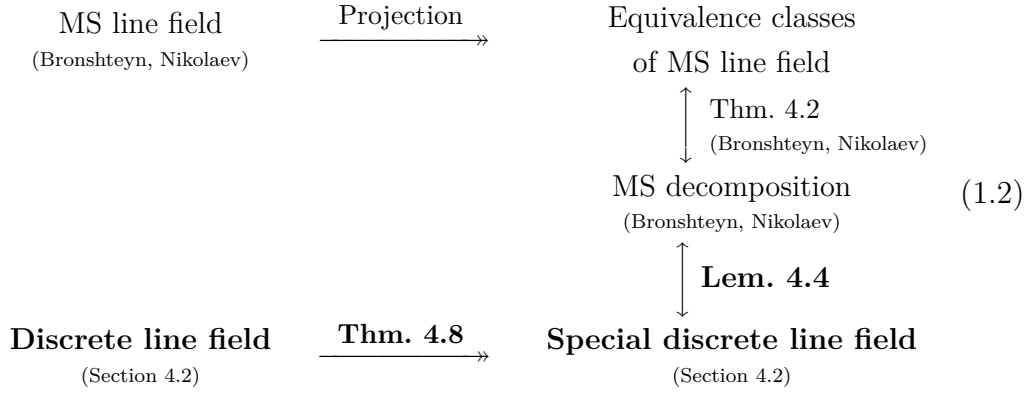 MS line field
(Bronshteyn, Nikolaev)
Projection
Equivalence classes
of MS line field
Thm. 4.2
(Bronshteyn, Nikolaev)
MS decomposition
(Bronshteyn, Nikolaev)
(1.2)
Lem. 4.4
Discrete line field
(Section 4.2)
Thm. 4.8
Special discrete line field
(Section 4.2)